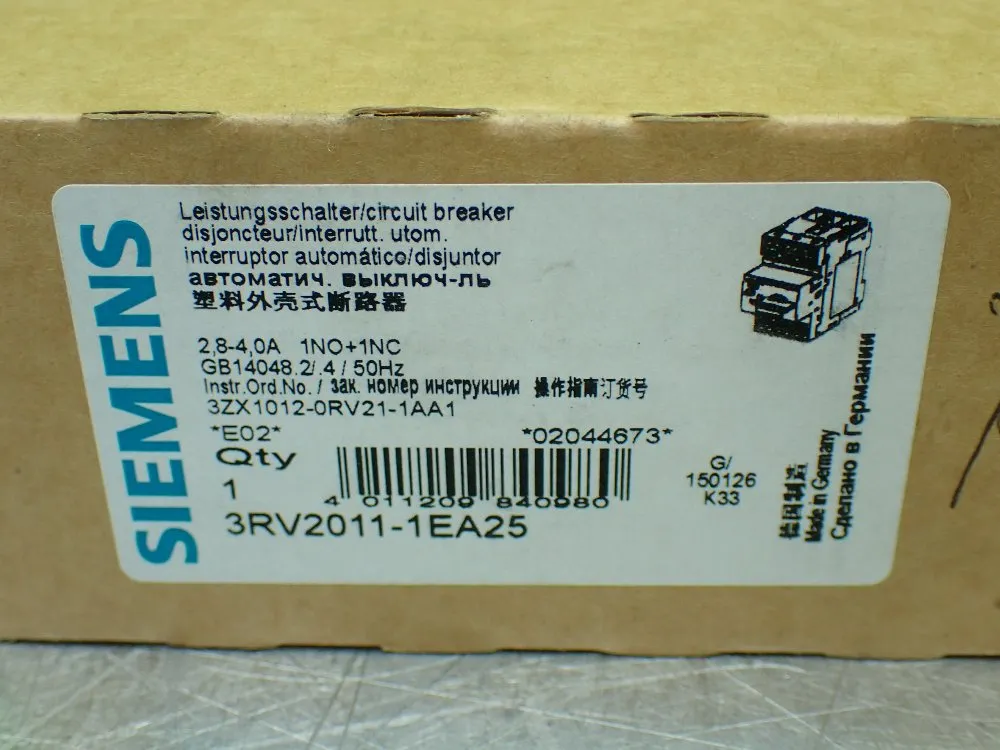 SIEMENS
Leistungsschalter/circuit breaker
disjoncteur/interrutt. utom.
interruptor automático/disjuntor
автоматич. выключ-ль
塑料外壳式断路器
2,8-4,0A 1NO+1NC
GB14048.2/.4 / 50Hz
Instr.Ord.No. / зак. номер инструкции 操作指南订货号
3ZX1012-0RV21-1AA1
*E02* *02044673*
Qty
1
4 011209 840980
3RV2011-1EA25
G/
150126
K33
德国制造
Made in Germany
Сделано в Германии